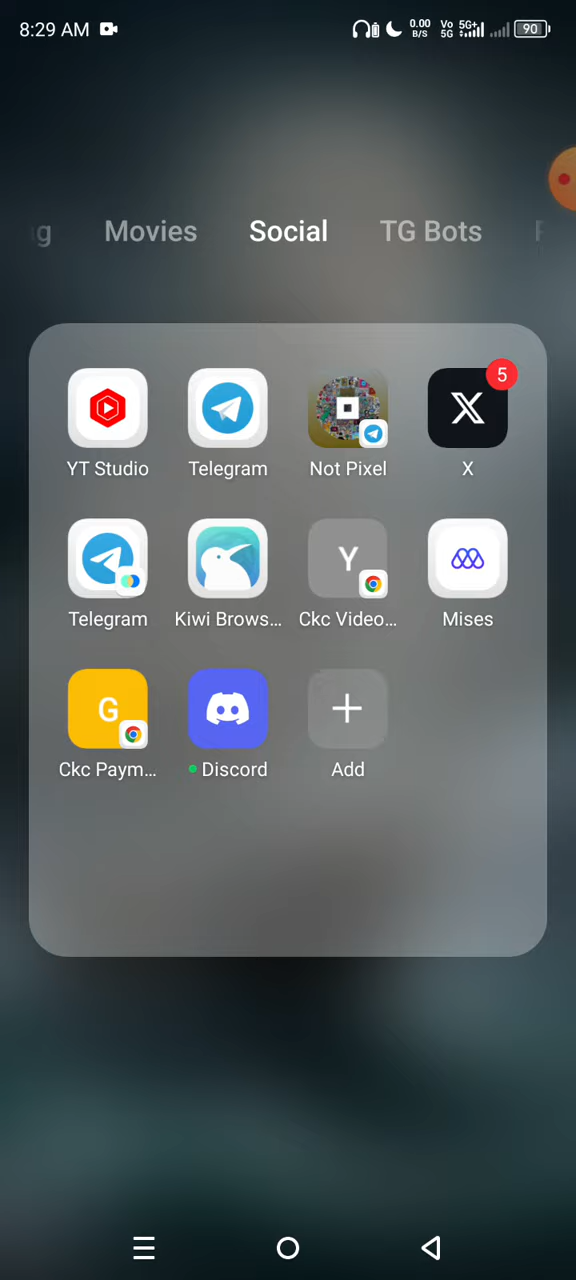 8:29 AM
0.00
B/S
Vo
5G
5G+
90
g
Movies
Social
TG Bots
YT Studio
Telegram
Not Pixel
5
X
Telegram
Kiwi Brows...
Y
Ckc Video...
Mises
G
Ckc Paym...
Discord
Add